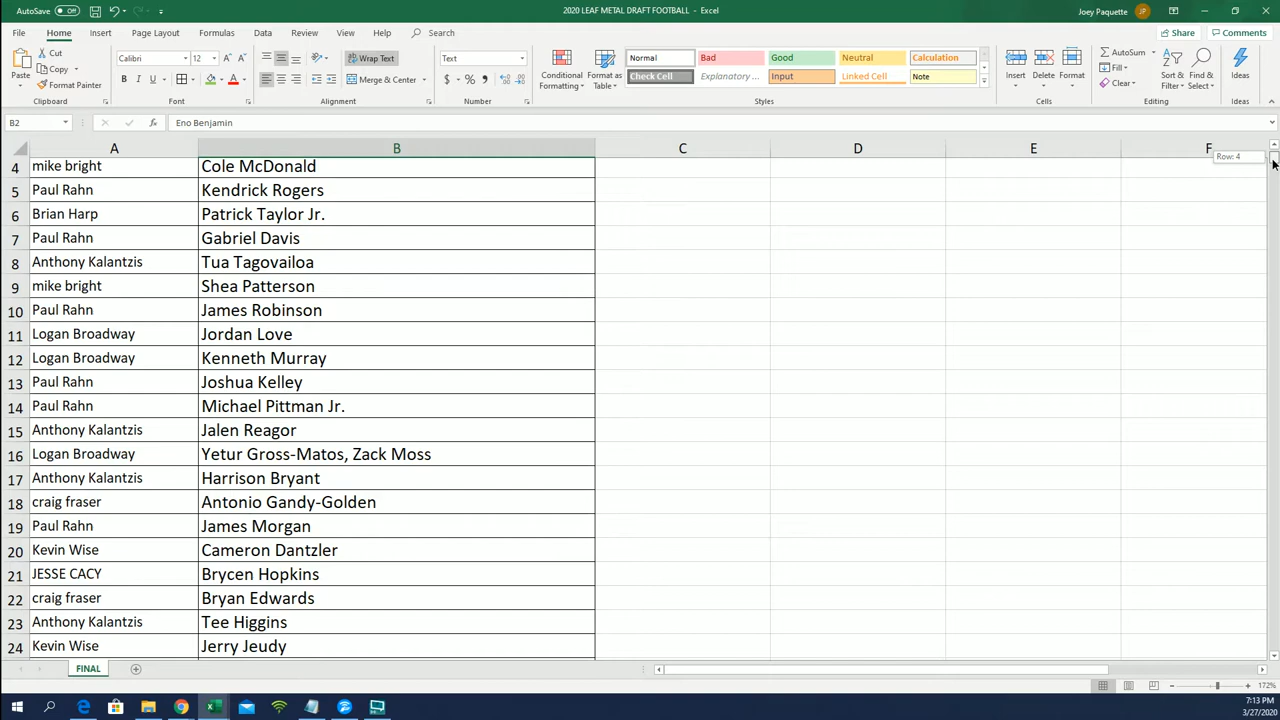 AutoSave Off 2020 LEAF METAL DRAFT FOOTBALL - Excel Joey Paquette JP
File Home Insert Page Layout Formulas Data Review View Help Search Share Comments
Paste Cut Copy Format Painter Clipboard
Calibri 12 A A B I U A Font
Wrap Text Merge & Center Alignment
Text $ % , Number
Conditional Formatting Format as Table
Normal Bad Good Neutral Calculation
Check Cell Explanatory ... Input Linked Cell Note
Styles
Insert Delete Format Cells
AutoSum Fill Clear Sort & Filter Find & Select Editing
Ideas Ideas
B2 fx Eno Benjamin
A B C D E F
Row: 4
4 mike bright Cole McDonald
5 Paul Rahn Kendrick Rogers
6 Brian Harp Patrick Taylor Jr.
7 Paul Rahn Gabriel Davis
8 Anthony Kalantzis Tua Tagovailoa
9 mike bright Shea Patterson
10 Paul Rahn James Robinson
11 Logan Broadway Jordan Love
12 Logan Broadway Kenneth Murray
13 Paul Rahn Joshua Kelley
14 Paul Rahn Michael Pittman Jr.
15 Anthony Kalantzis Jalen Reagor
16 Logan Broadway Yetur Gross-Matos, Zack Moss
17 Anthony Kalantzis Harrison Bryant
18 craig fraser Antonio Gandy-Golden
19 Paul Rahn James Morgan
20 Kevin Wise Cameron Dantzler
21 JESSE CACY Brycen Hopkins
22 craig fraser Bryan Edwards
23 Anthony Kalantzis Tee Higgins
24 Kevin Wise Jerry Jeudy
FINAL
172%
7:13 PM
3/27/2020